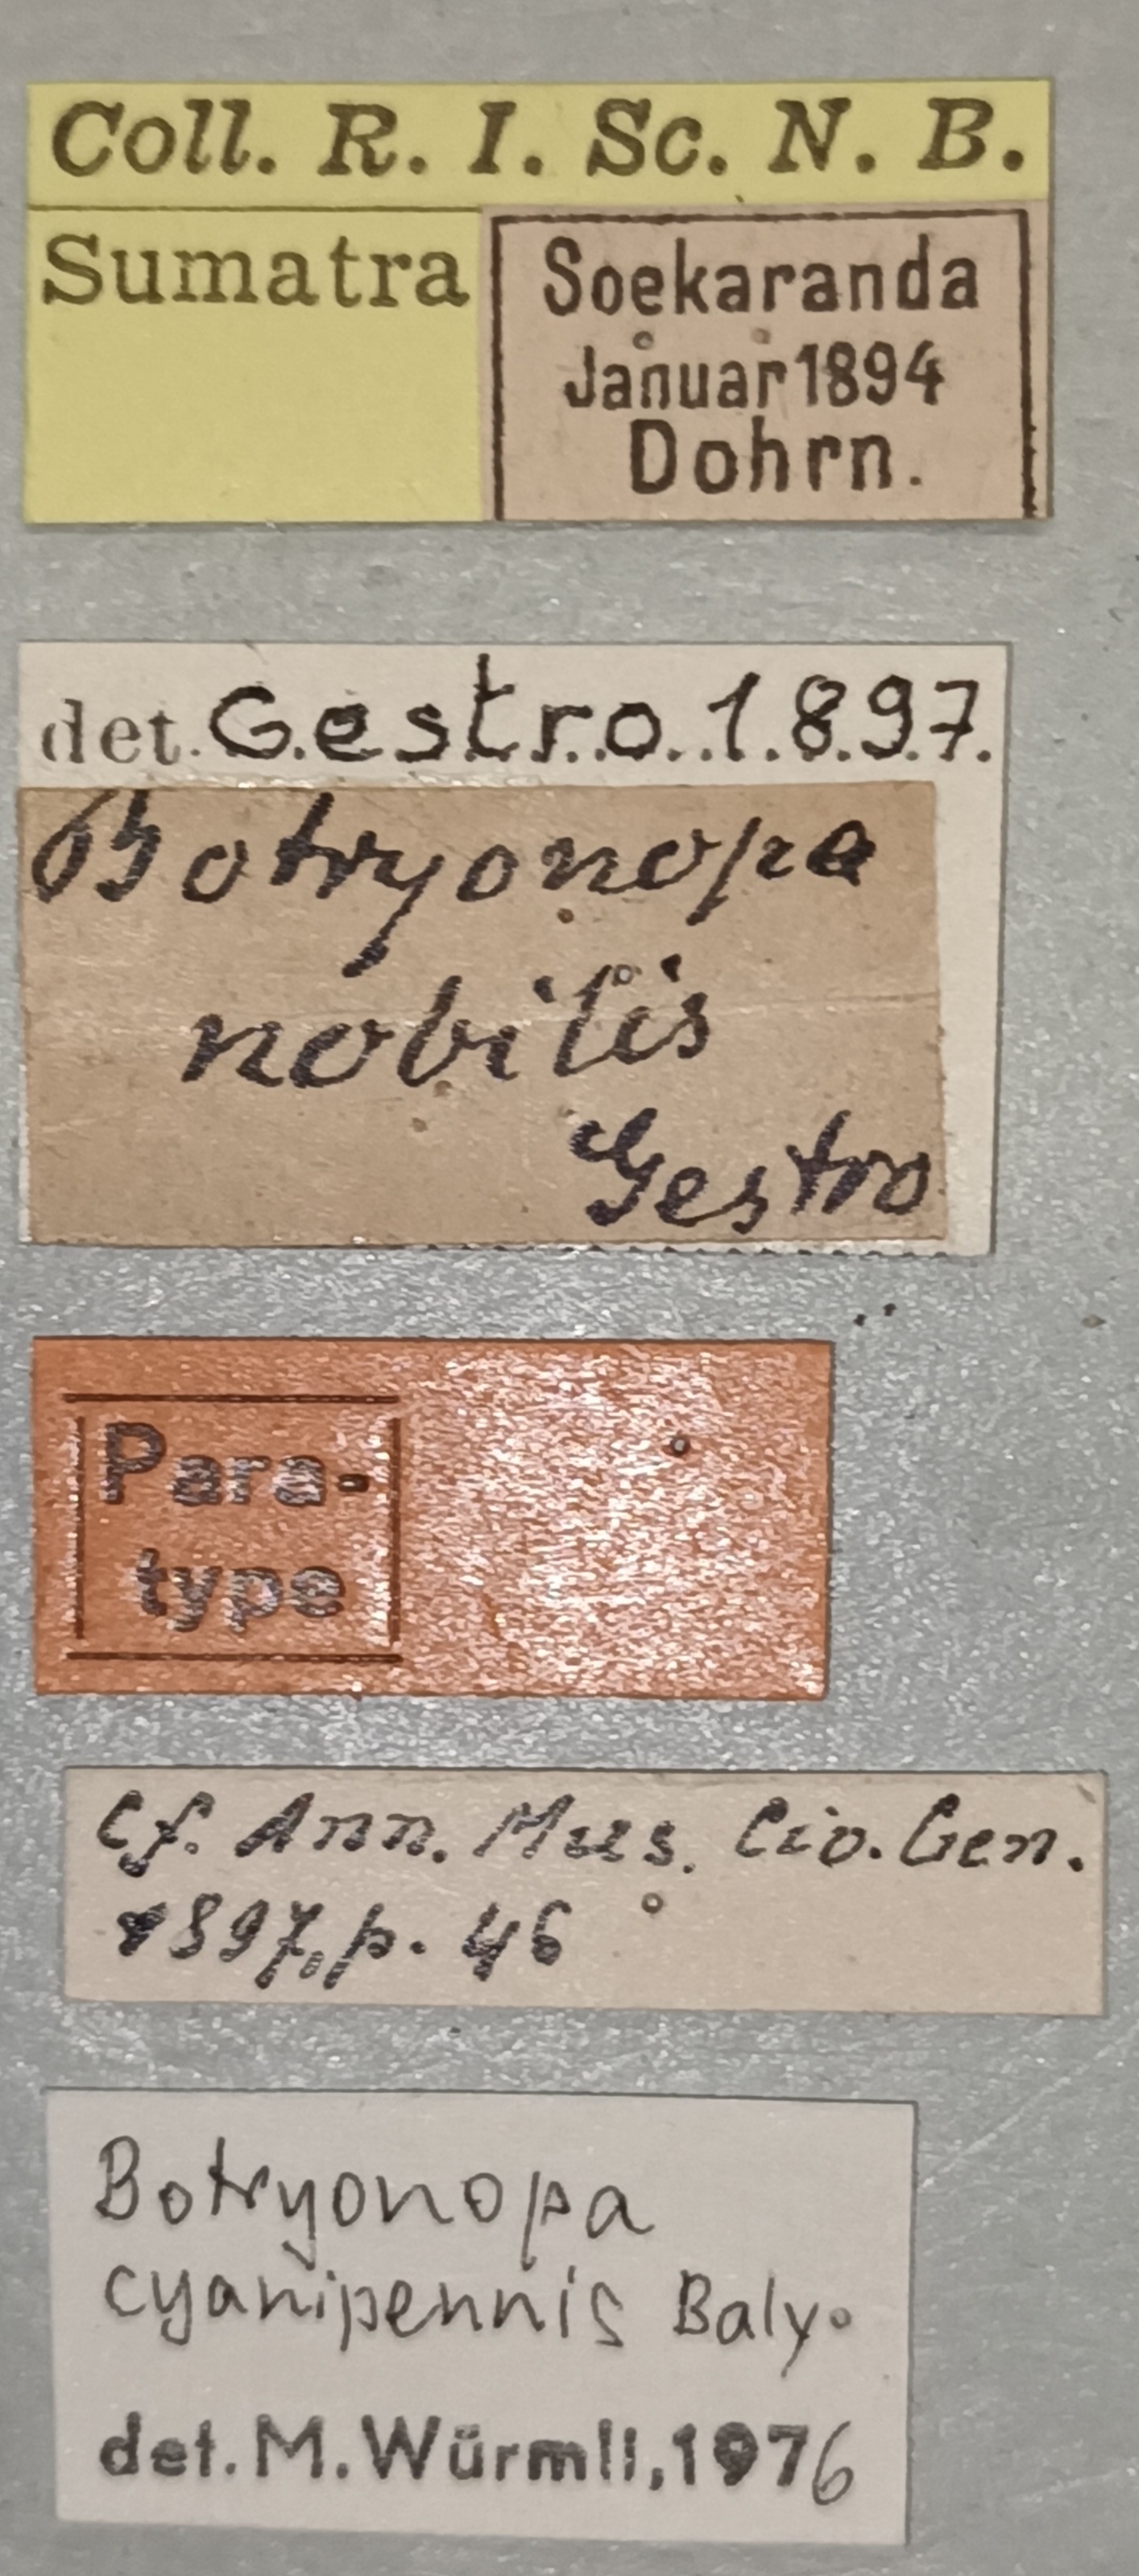 Coll. R. I. Sc. N. B.
Sumatra
Soekaranda
Januar 1894
Dohrn.
det. Gestro 1897.
Botryonopa
nobilis
Gestro
Para-
type
Cf. Ann. Mus. Civ. Gen.
1897, p. 46
Botryonopa
cyanipennis Baly.
det. M. Würmli, 1976